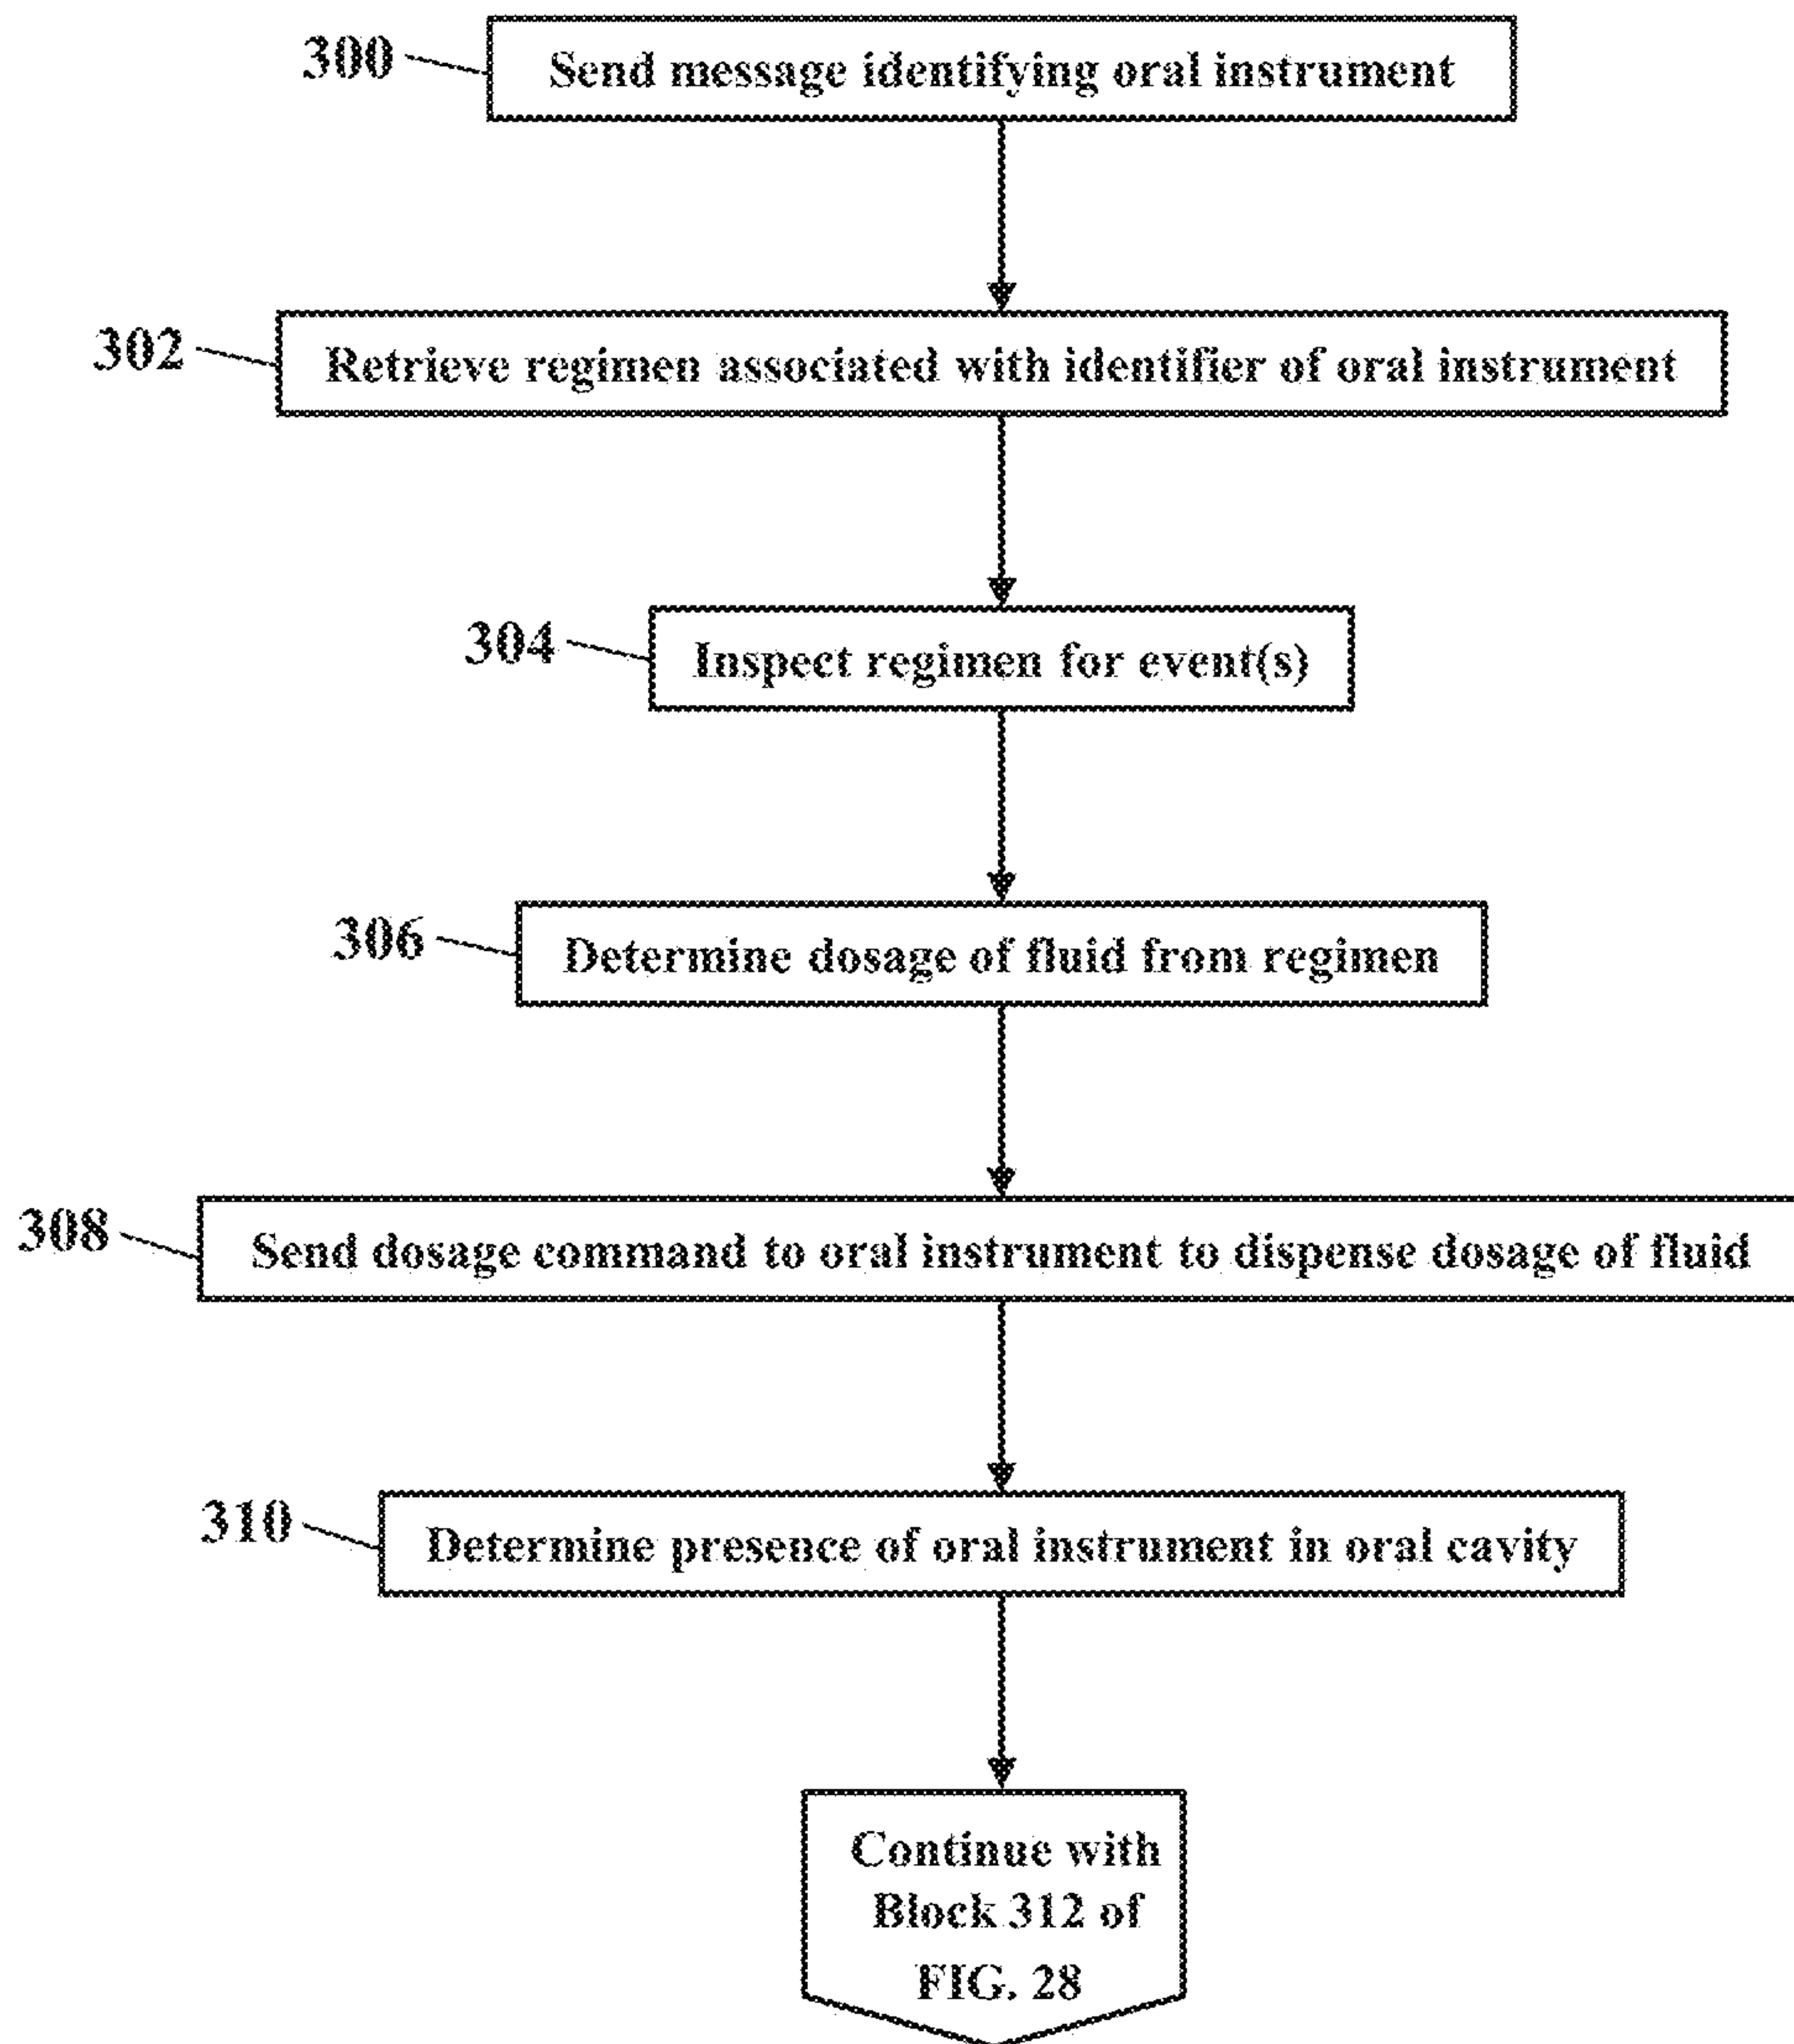 300
Send message identifying oral instrument
302
Retrieve regimen associated with identifier of oral instrument
304
Inspect regimen for event(s)
306
Determine dosage of fluid from regimen
308
Send dosage command to oral instrument to dispense dosage of fluid
310
Determine presence of oral instrument in oral cavity
Continue with
Block 312 of
FIG. 28